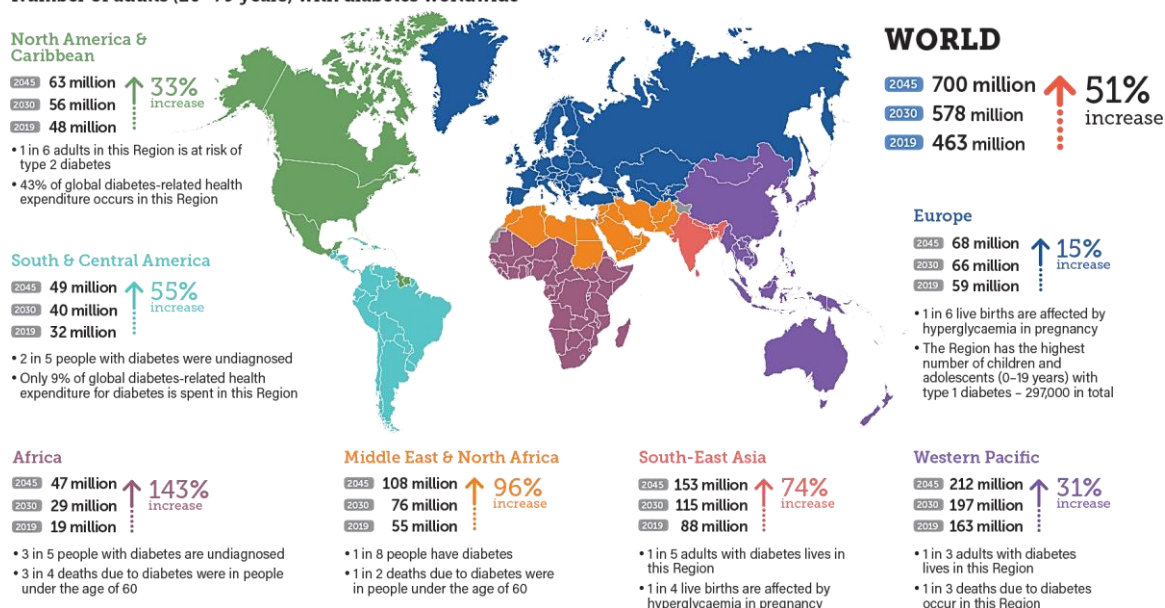 Number of adults (20–79 years) with diabetes worldwide
North America &
Caribbean
2045 63 million
2030 56 million
2019 48 million
33%
increase
• 1 in 6 adults in this Region is at risk of
type 2 diabetes
• 43% of global diabetes-related health
expenditure occurs in this Region
South & Central America
2045 49 million
2030 40 million
2019 32 million
55%
increase
• 2 in 5 people with diabetes were undiagnosed
• Only 9% of global diabetes-related health
expenditure for diabetes is spent in this Region
WORLD
2045 700 million
2030 578 million
2019 463 million
51%
increase
Europe
2045 68 million
2030 66 million
2019 59 million
15%
increase
• 1 in 6 live births are affected by
hyperglycaemia in pregnancy
• The Region has the highest
number of children and
adolescents (0–19 years) with
type 1 diabetes – 297,000 in total
Africa
2045 47 million
2030 29 million
2019 19 million
143%
increase
• 3 in 5 people with diabetes are undiagnosed
• 3 in 4 deaths due to diabetes were in people
under the age of 60
Middle East & North Africa
2045 108 million
2030 76 million
2019 55 million
96%
increase
• 1 in 8 people have diabetes
• 1 in 2 deaths due to diabetes were
in people under the age of 60
South-East Asia
2045 153 million
2030 115 million
2019 88 million
74%
increase
• 1 in 5 adults with diabetes lives in
this Region
• 1 in 4 live births are affected by
hyperglycaemia in pregnancy
Western Pacific
2045 212 million
2030 197 million
2019 163 million
31%
increase
• 1 in 3 adults with diabetes
lives in this Region
• 1 in 3 deaths due to diabetes
occur in this Region